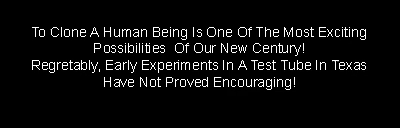 To Clone A Human Being Is One Of The Most Exciting
Possibilities  Of Our New Century!
Regretably, Early Experiments In A Test Tube In Texas
Have Not Proved Encouraging!